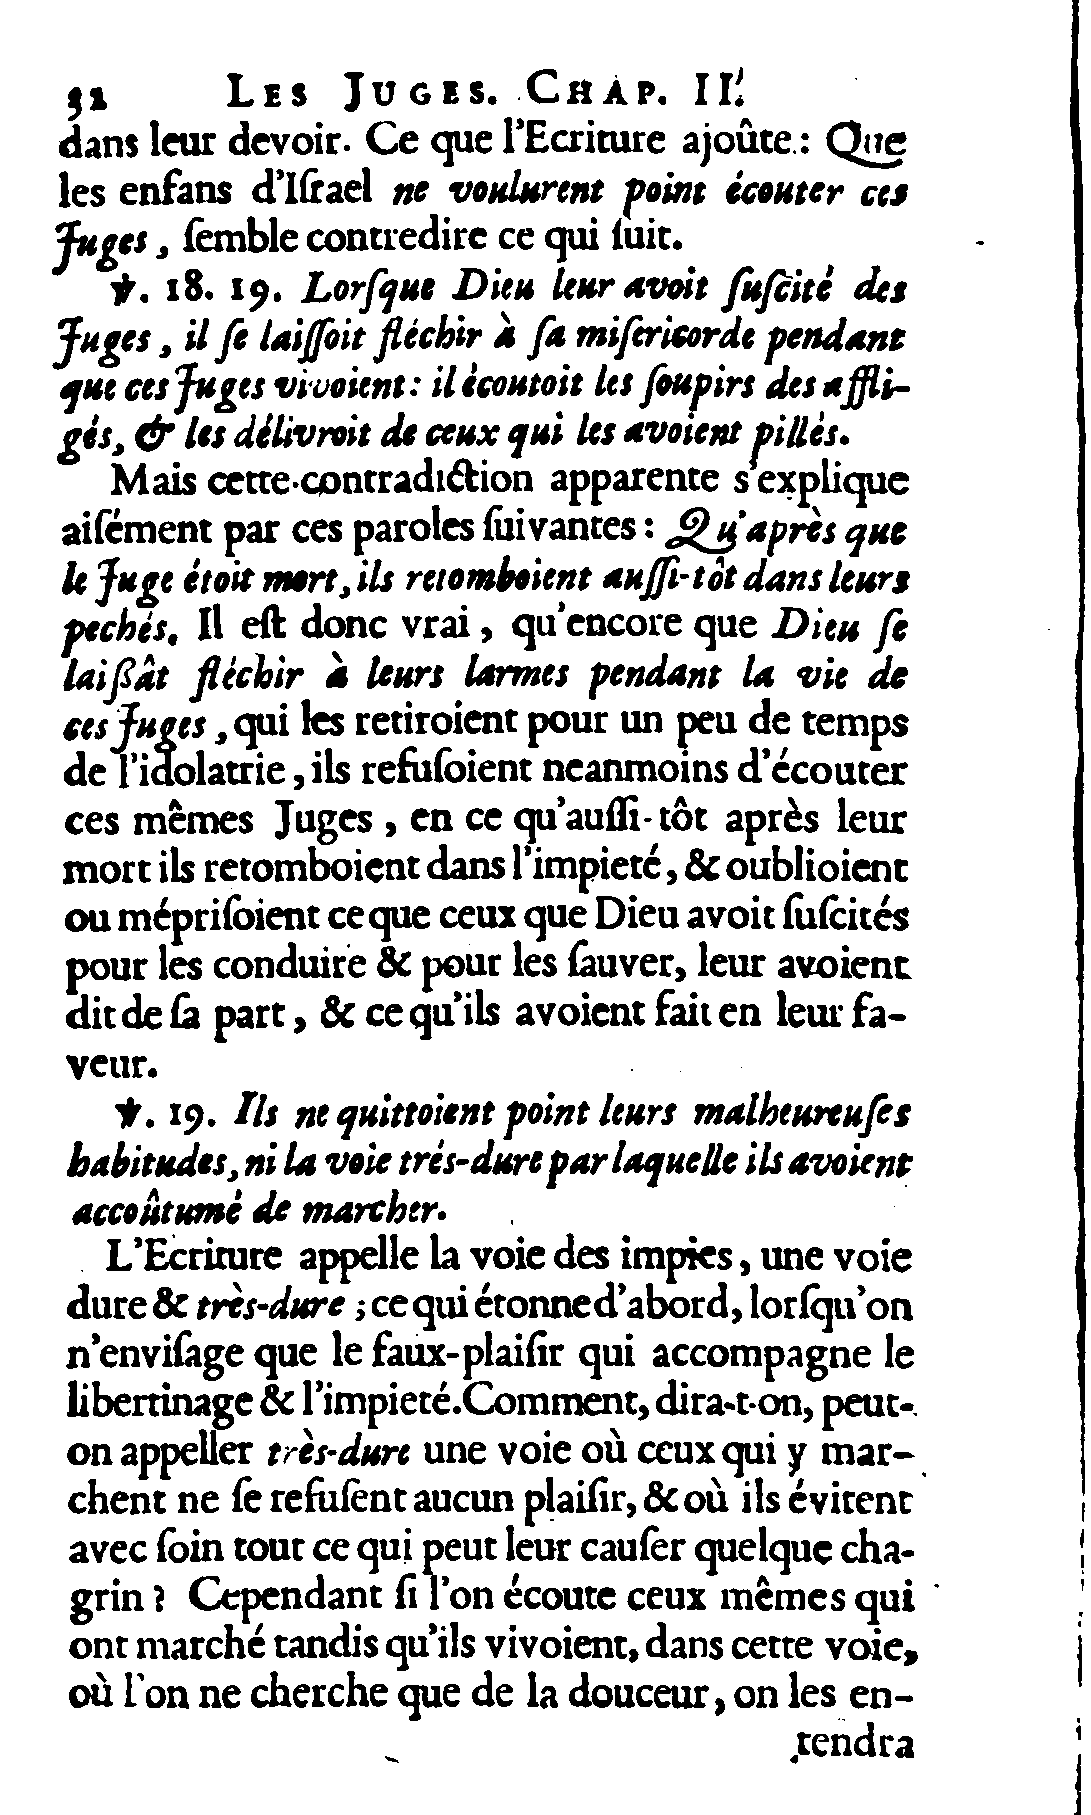 32 LES JUGES. CHAP. II.
dans leur devoir. Ce que l'Ecriture ajoûte : Que
les enfans d'Iſrael ne voulurent point écouter ces
Juges, ſemble contredire ce qui ſuit.
℣. 18. 19. Lorſque Dieu leur avoit ſuſcité des
Juges, il ſe laiſſoit fléchir à ſa miſericorde pendant
que ces Juges vivoient : il écoutoit les ſoupirs des affli-
gés, & les délivroit de ceux qui les avoient pillés.
Mais cette contradiction apparente s'explique
aiſément par ces paroles ſuivantes : Qu'après que
le Juge étoit mort, ils retomboient auſſi-tôt dans leurs
pechés. Il eſt donc vrai, qu'encore que Dieu ſe
laißât fléchir à leurs larmes pendant la vie de
ces Juges, qui les retiroient pour un peu de temps
de l'idolatrie, ils refuſoient neanmoins d'écouter
ces mêmes Juges, en ce qu'auſſi-tôt après leur
mort ils retomboient dans l'impieté, & oublioient
ou mépriſoient ce que ceux que Dieu avoit ſuſcités
pour les conduire & pour les ſauver, leur avoient
dit de ſa part, & ce qu'ils avoient fait en leur fa-
veur.
℣. 19. Ils ne quittoient point leurs malheureuſes
habitudes, ni la voie trés-dure par laquelle ils avoient
accoûtumé de marcher.
L'Ecriture appelle la voie des impies, une voie
dure & très-dure ; ce qui étonne d'abord, lorſqu'on
n'enviſage que le faux-plaiſir qui accompagne le
libertinage & l'impieté. Comment, dira-t-on, peut-
on appeller très-dure une voie où ceux qui y mar-
chent ne ſe refuſent aucun plaiſir, & où ils évitent
avec ſoin tout ce qui peut leur cauſer quelque cha-
grin ? Cependant ſi l'on écoute ceux mêmes qui
ont marché tandis qu'ils vivoient, dans cette voie,
où l'on ne cherche que de la douceur, on les en-
tendra